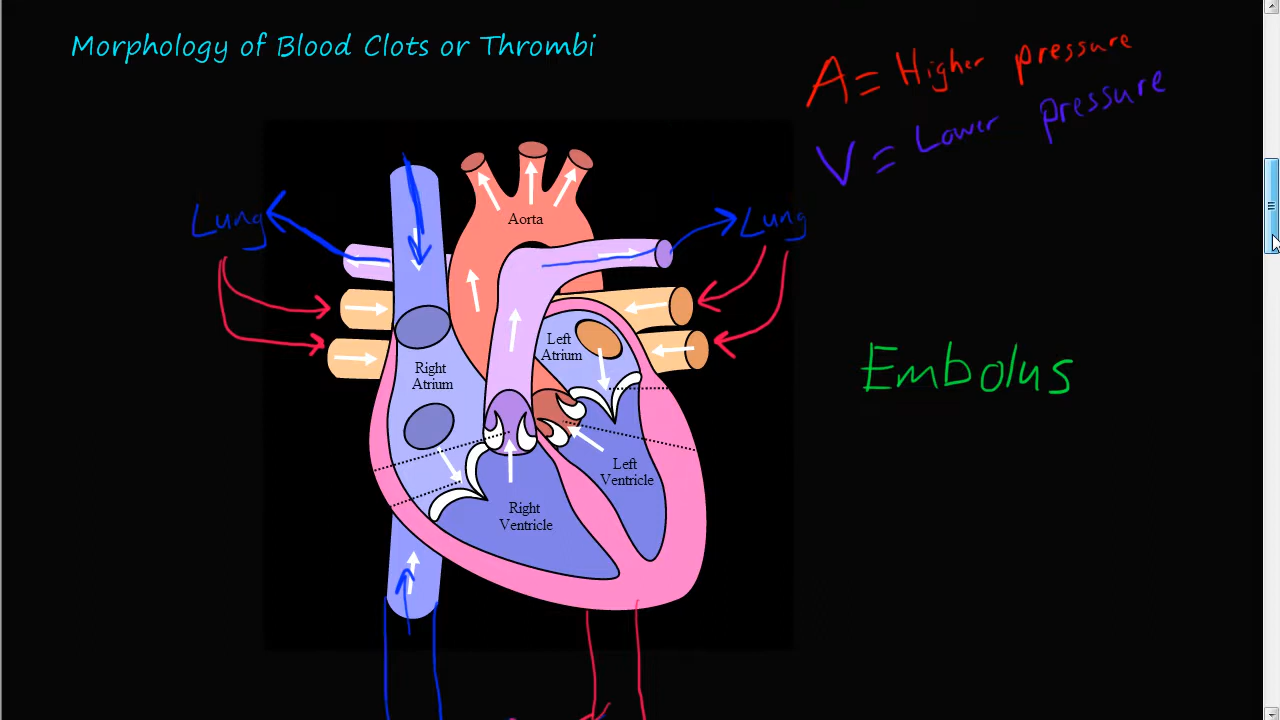 Morphology of Blood Clots or Thrombi
A = Higher pressure
V = Lower pressure
Lung
Lung
Aorta
Left
Atrium
Right
Atrium
Embolus
Left
Ventricle
Right
Ventricle